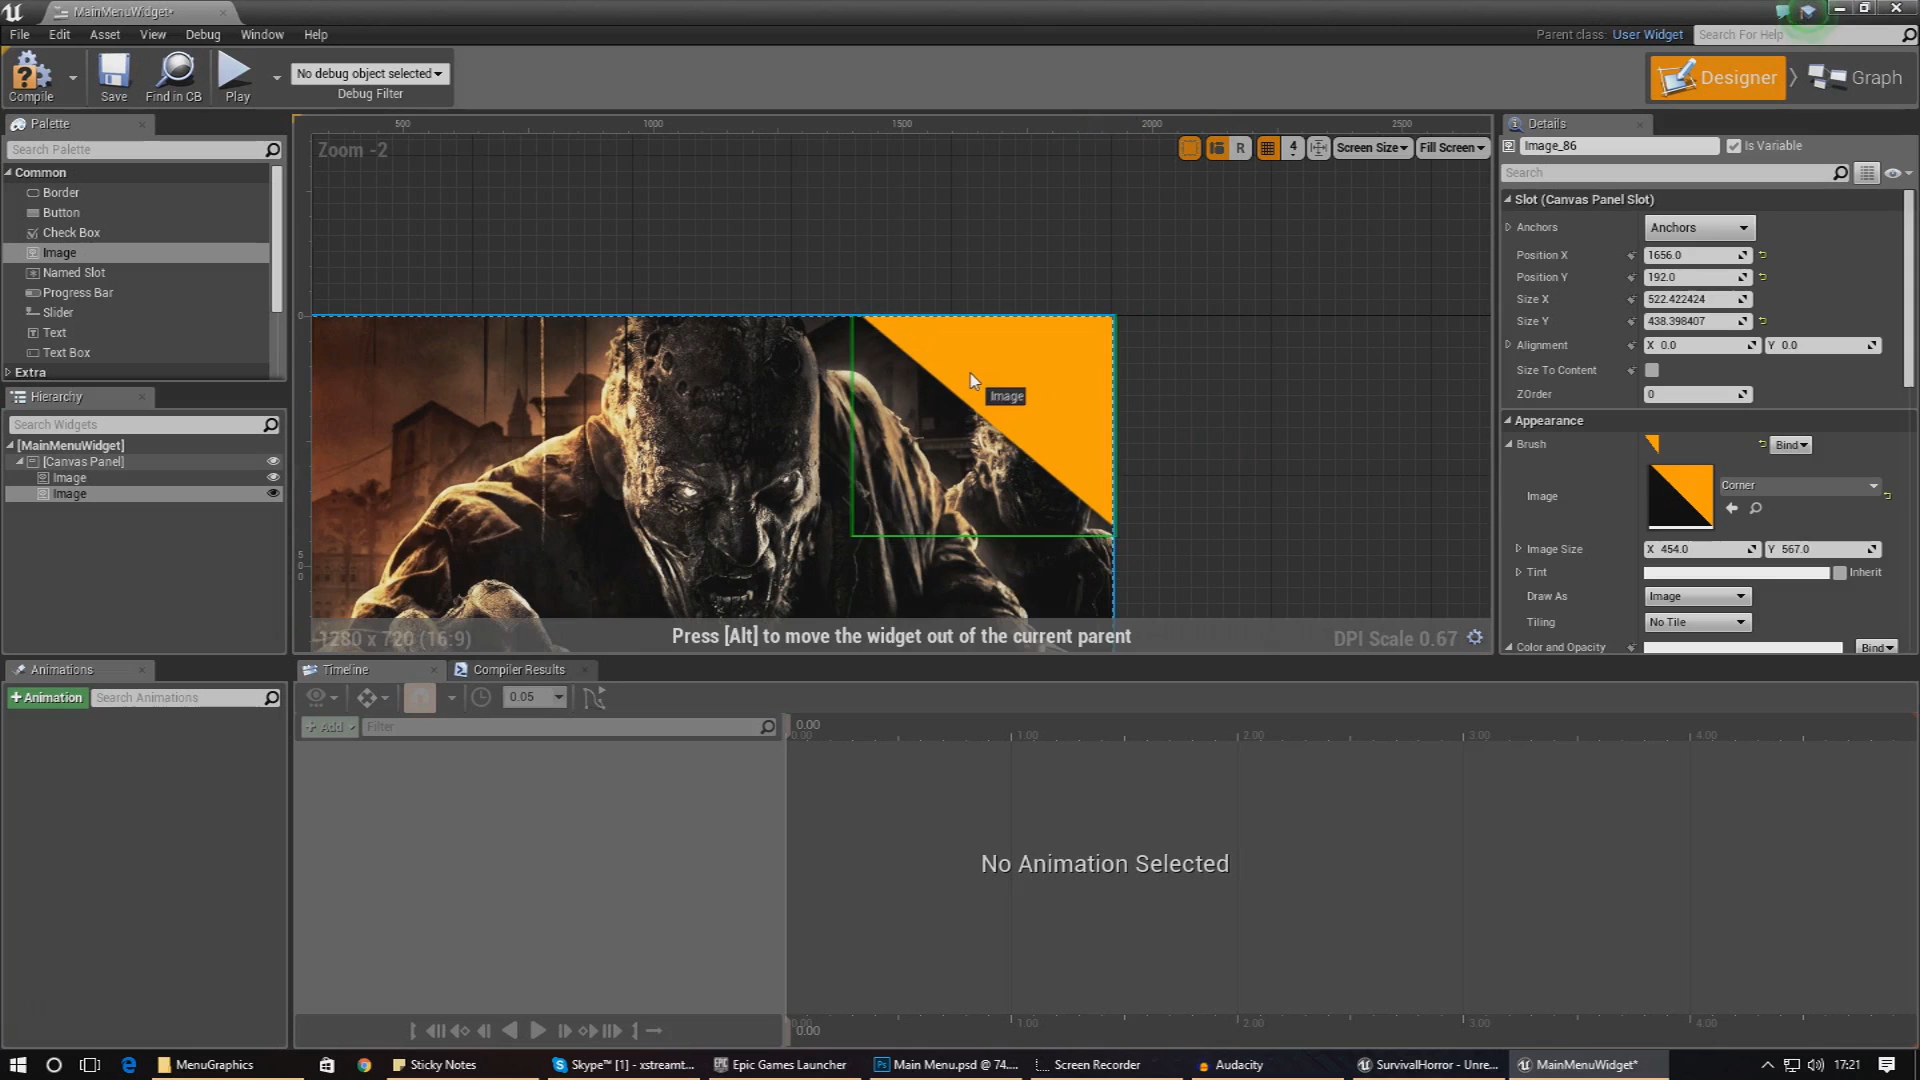 MainMenuWidget*
File Edit Asset View Debug Window Help
Parent class: User Widget
Search For Help
Compile Save Find in CB Play
No debug object selected
Debug Filter
Designer
Graph
Palette
Search Palette
Common
Border
Button
Check Box
Image
Named Slot
Progress Bar
Slider
Text
Text Box
Extra
Hierarchy
Search Widgets
[MainMenuWidget]
[Canvas Panel]
Image
Image
500 1000 1500 2000 2500
Zoom -2
R 4 Screen Size Fill Screen
0
500
Image
1280 x 720 (16:9)
Press [Alt] to move the widget out of the current parent
DPI Scale 0.67
Details
Image_86
Is Variable
Search
Slot (Canvas Panel Slot)
Anchors Anchors
Position X 1656.0
Position Y 192.0
Size X 522.422424
Size Y 438.398407
Alignment X 0.0 Y 0.0
Size To Content
ZOrder 0
Appearance
Brush Bind
Image Corner
Image Size X 454.0 Y 567.0
Tint Inherit
Draw As Image
Tiling No Tile
Color and Opacity Bind
Animations
+Animation Search Animations
Timeline
Compiler Results
0.05
+ Add Filter
0.00
0.00 1.00 2.00 3.00 4.00
No Animation Selected
0.00 1.00 2.00 3.00 4.00
0.00
MenuGraphics
Sticky Notes
Skype™ [1] - xstreamt...
Epic Games Launcher
Main Menu.psd @ 74....
Screen Recorder
Audacity
SurvivalHorror - Unre...
MainMenuWidget*
17:21